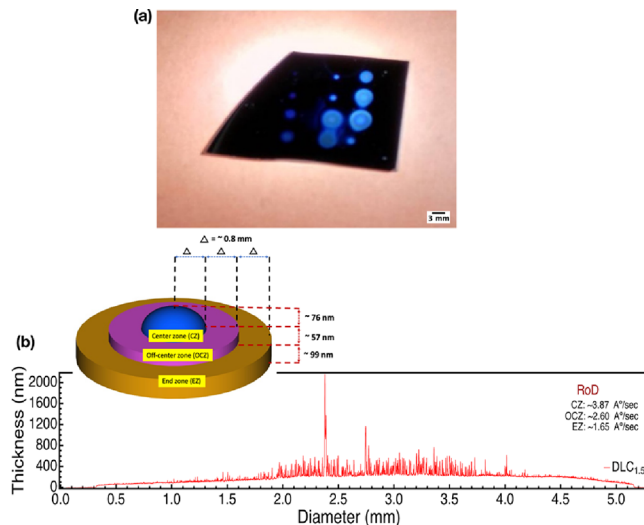 (a)
3 mm
△ = ~ 0.8 mm
△ △ △
~ 76 nm
~ 57 nm
~ 99 nm
Center zone (CZ)
Off-center zone (OCZ)
End zone (EZ)
(b)
Thickness (nm)
2000
1600
1200
800
400
0
RoD
CZ: ~3.87 A°/sec
OCZ: ~2.60 A°/sec
EZ: ~1.65 A°/sec
DLC1.5
0.0 0.5 1.0 1.5 2.0 2.5 3.0 3.5 4.0 4.5 5.0
Diameter (mm)